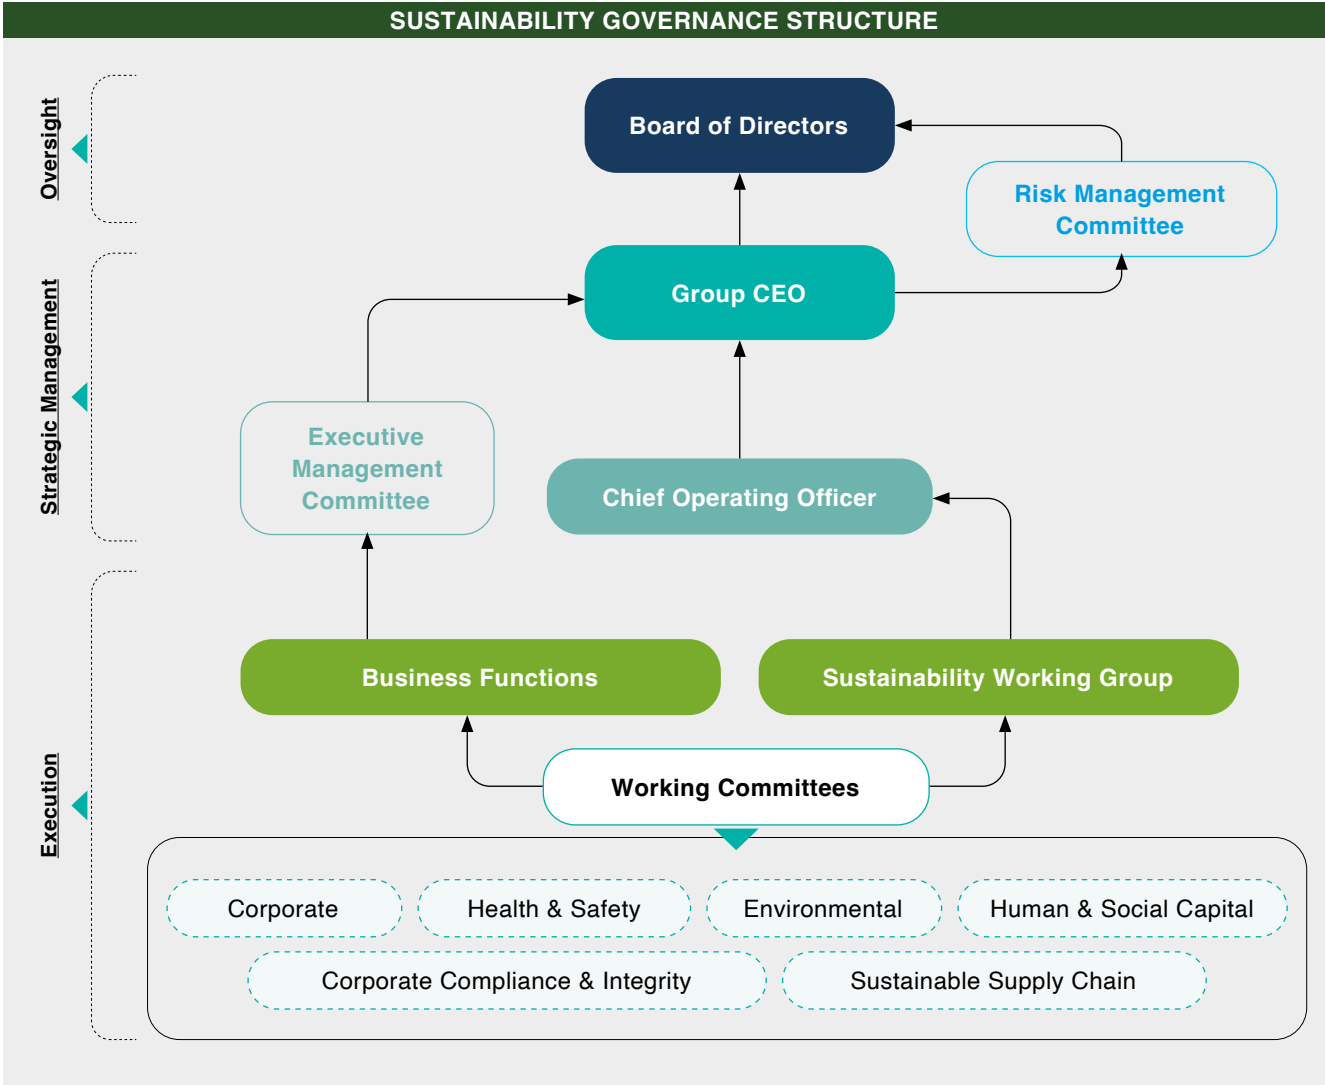 SUSTAINABILITY GOVERNANCE STRUCTURE
Oversight
Board of Directors
Risk Management
Committee
Strategic Management
Group CEO
Executive
Management
Committee
Chief Operating Officer
Execution
Business Functions
Sustainability Working Group
Working Committees
Corporate
Health & Safety
Environmental
Human & Social Capital
Corporate Compliance & Integrity
Sustainable Supply Chain